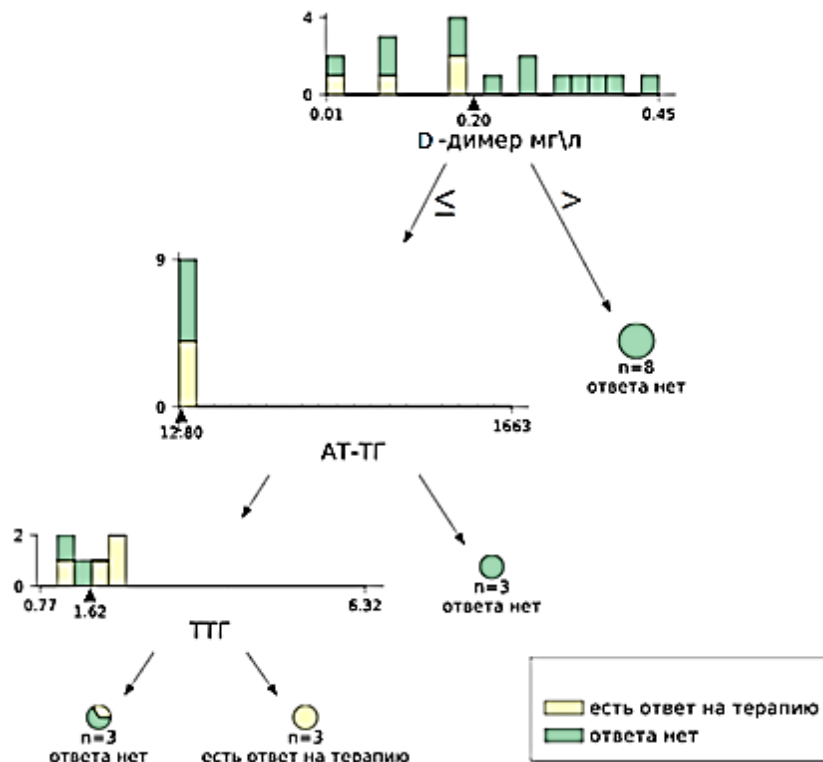 4
0
0.01
0.20
0.45
D -димер мг\л
≤
>
n=8
ответа нет
9
0
12.80
1663
АТ-ТГ
n=3
ответа нет
2
0
0.77
1.62
6.32
ТТГ
n=3
ответа нет
n=3
есть ответ на терапию
есть ответ на терапию
ответа нет